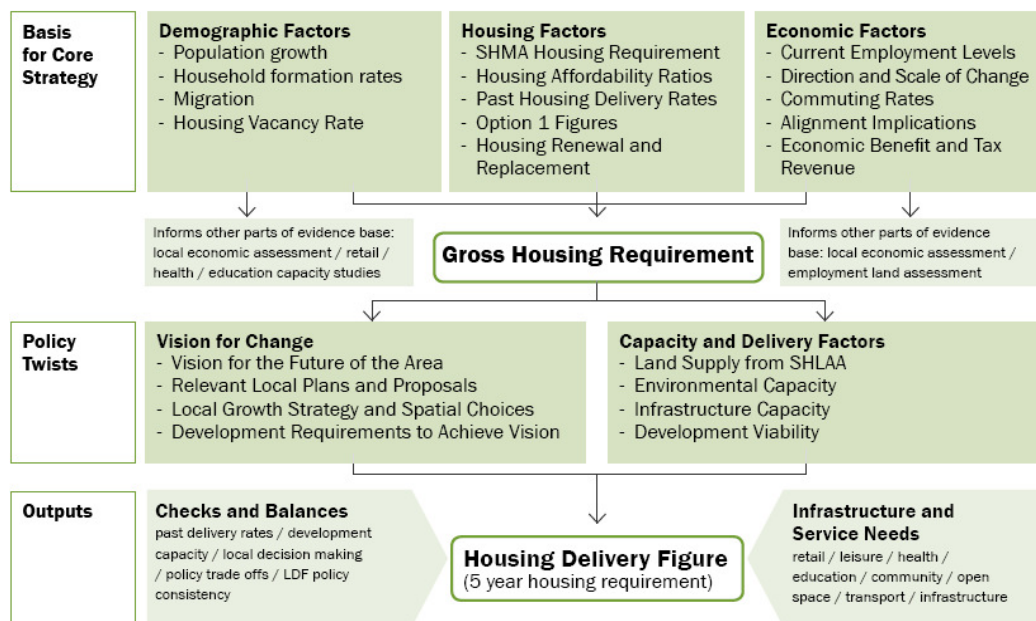 Basis
for Core
Strategy
Demographic Factors
- Population growth
- Household formation rates
- Migration
- Housing Vacancy Rate
Housing Factors
- SHMA Housing Requirement
- Housing Affordability Ratios
- Past Housing Delivery Rates
- Option 1 Figures
- Housing Renewal and
Replacement
Economic Factors
- Current Employment Levels
- Direction and Scale of Change
- Commuting Rates
- Alignment Implications
- Economic Benefit and Tax
Revenue
Informs other parts of evidence
base: local economic assessment / retail /
health / education capacity studies
Gross Housing Requirement
Informs other parts of evidence
base: local economic assessment /
employment land assessment
Policy
Twists
Vision for Change
- Vision for the Future of the Area
- Relevant Local Plans and Proposals
- Local Growth Strategy and Spatial Choices
- Development Requirements to Achieve Vision
Capacity and Delivery Factors
- Land Supply from SHLAA
- Environmental Capacity
- Infrastructure Capacity
- Development Viability
Outputs
Checks and Balances
past delivery rates / development
capacity / local decision making
/ policy trade offs / LDF policy
consistency
Housing Delivery Figure
(5 year housing requirement)
Infrastructure and
Service Needs
retail / leisure / health /
education / community / open
space / transport / infrastructure